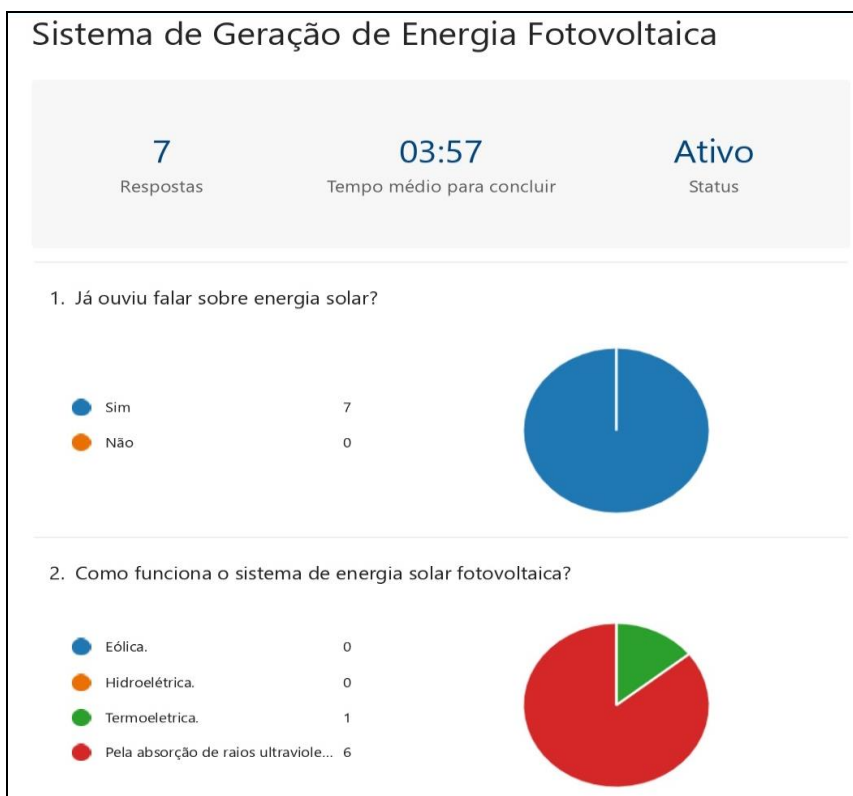 Sistema de Geração de Energia Fotovoltaica
7 03:57 Ativo
Respostas Tempo médio para concluir Status
1. Já ouviu falar sobre energia solar?
Sim 7
Não 0
2. Como funciona o sistema de energia solar fotovoltaica?
Eólica. 0
Hidroelétrica. 0
Termoeletrica. 1
Pela absorção de raios ultraviole... 6